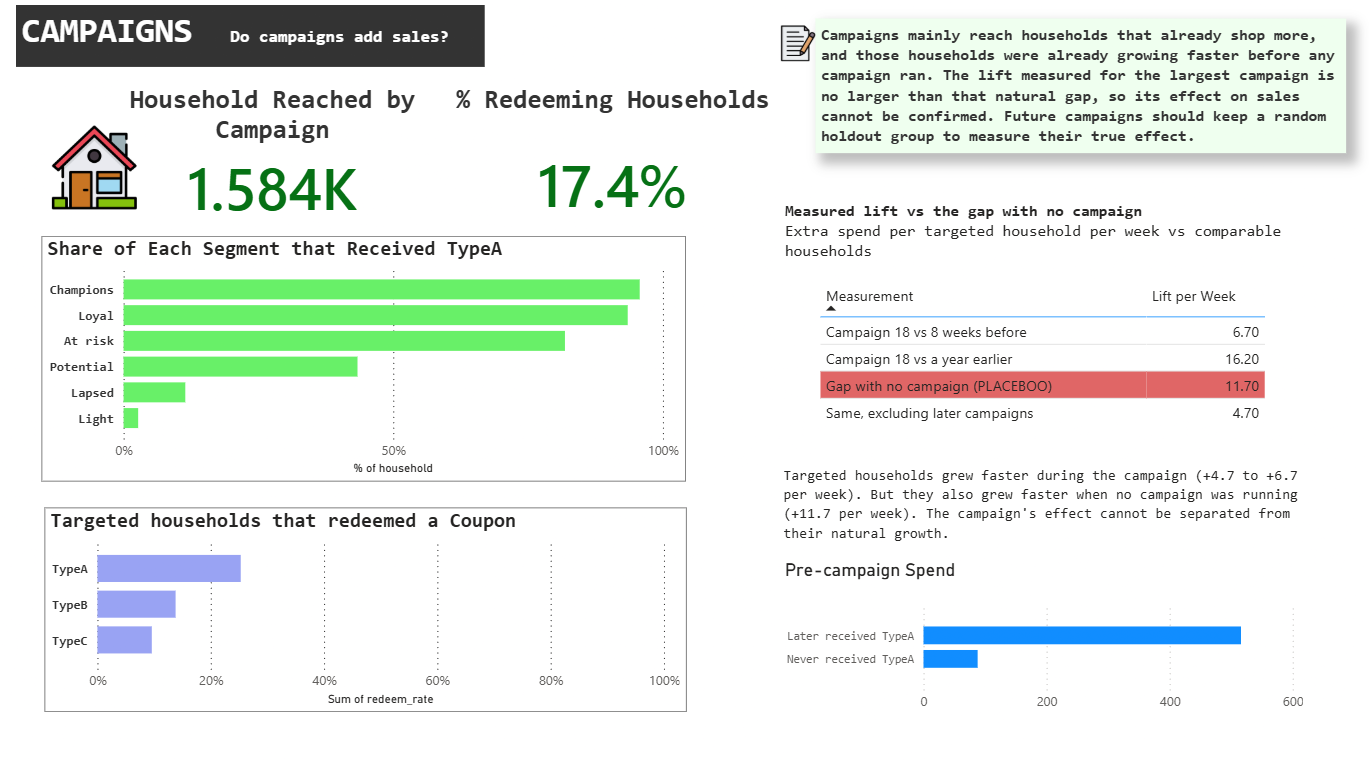 CAMPAIGNS
Do campaigns add sales?
Campaigns mainly reach households that already shop more,
and those households were already growing faster before any
campaign ran. The lift measured for the largest campaign is
no larger than that natural gap, so its effect on sales
cannot be confirmed. Future campaigns should keep a random
holdout group to measure their true effect.
Household Reached by
Campaign
1.584K
% Redeeming Households
17.4%
Share of Each Segment that Received TypeA
Champions
Loyal
At risk
Potential
Lapsed
Light
0% 50% 100%
% of household
Targeted households that redeemed a Coupon
TypeA
TypeB
TypeC
0% 20% 40% 60% 80% 100%
Sum of redeem_rate
Measured lift vs the gap with no campaign
Extra spend per targeted household per week vs comparable
households
Measurement Lift per Week
Campaign 18 vs 8 weeks before 6.70
Campaign 18 vs a year earlier 16.20
Gap with no campaign (PLACEBOO) 11.70
Same, excluding later campaigns 4.70
Targeted households grew faster during the campaign (+4.7 to +6.7
per week). But they also grew faster when no campaign was running
(+11.7 per week). The campaign's effect cannot be separated from
their natural growth.
Pre-campaign Spend
Later received TypeA
Never received TypeA
0 200 400 600